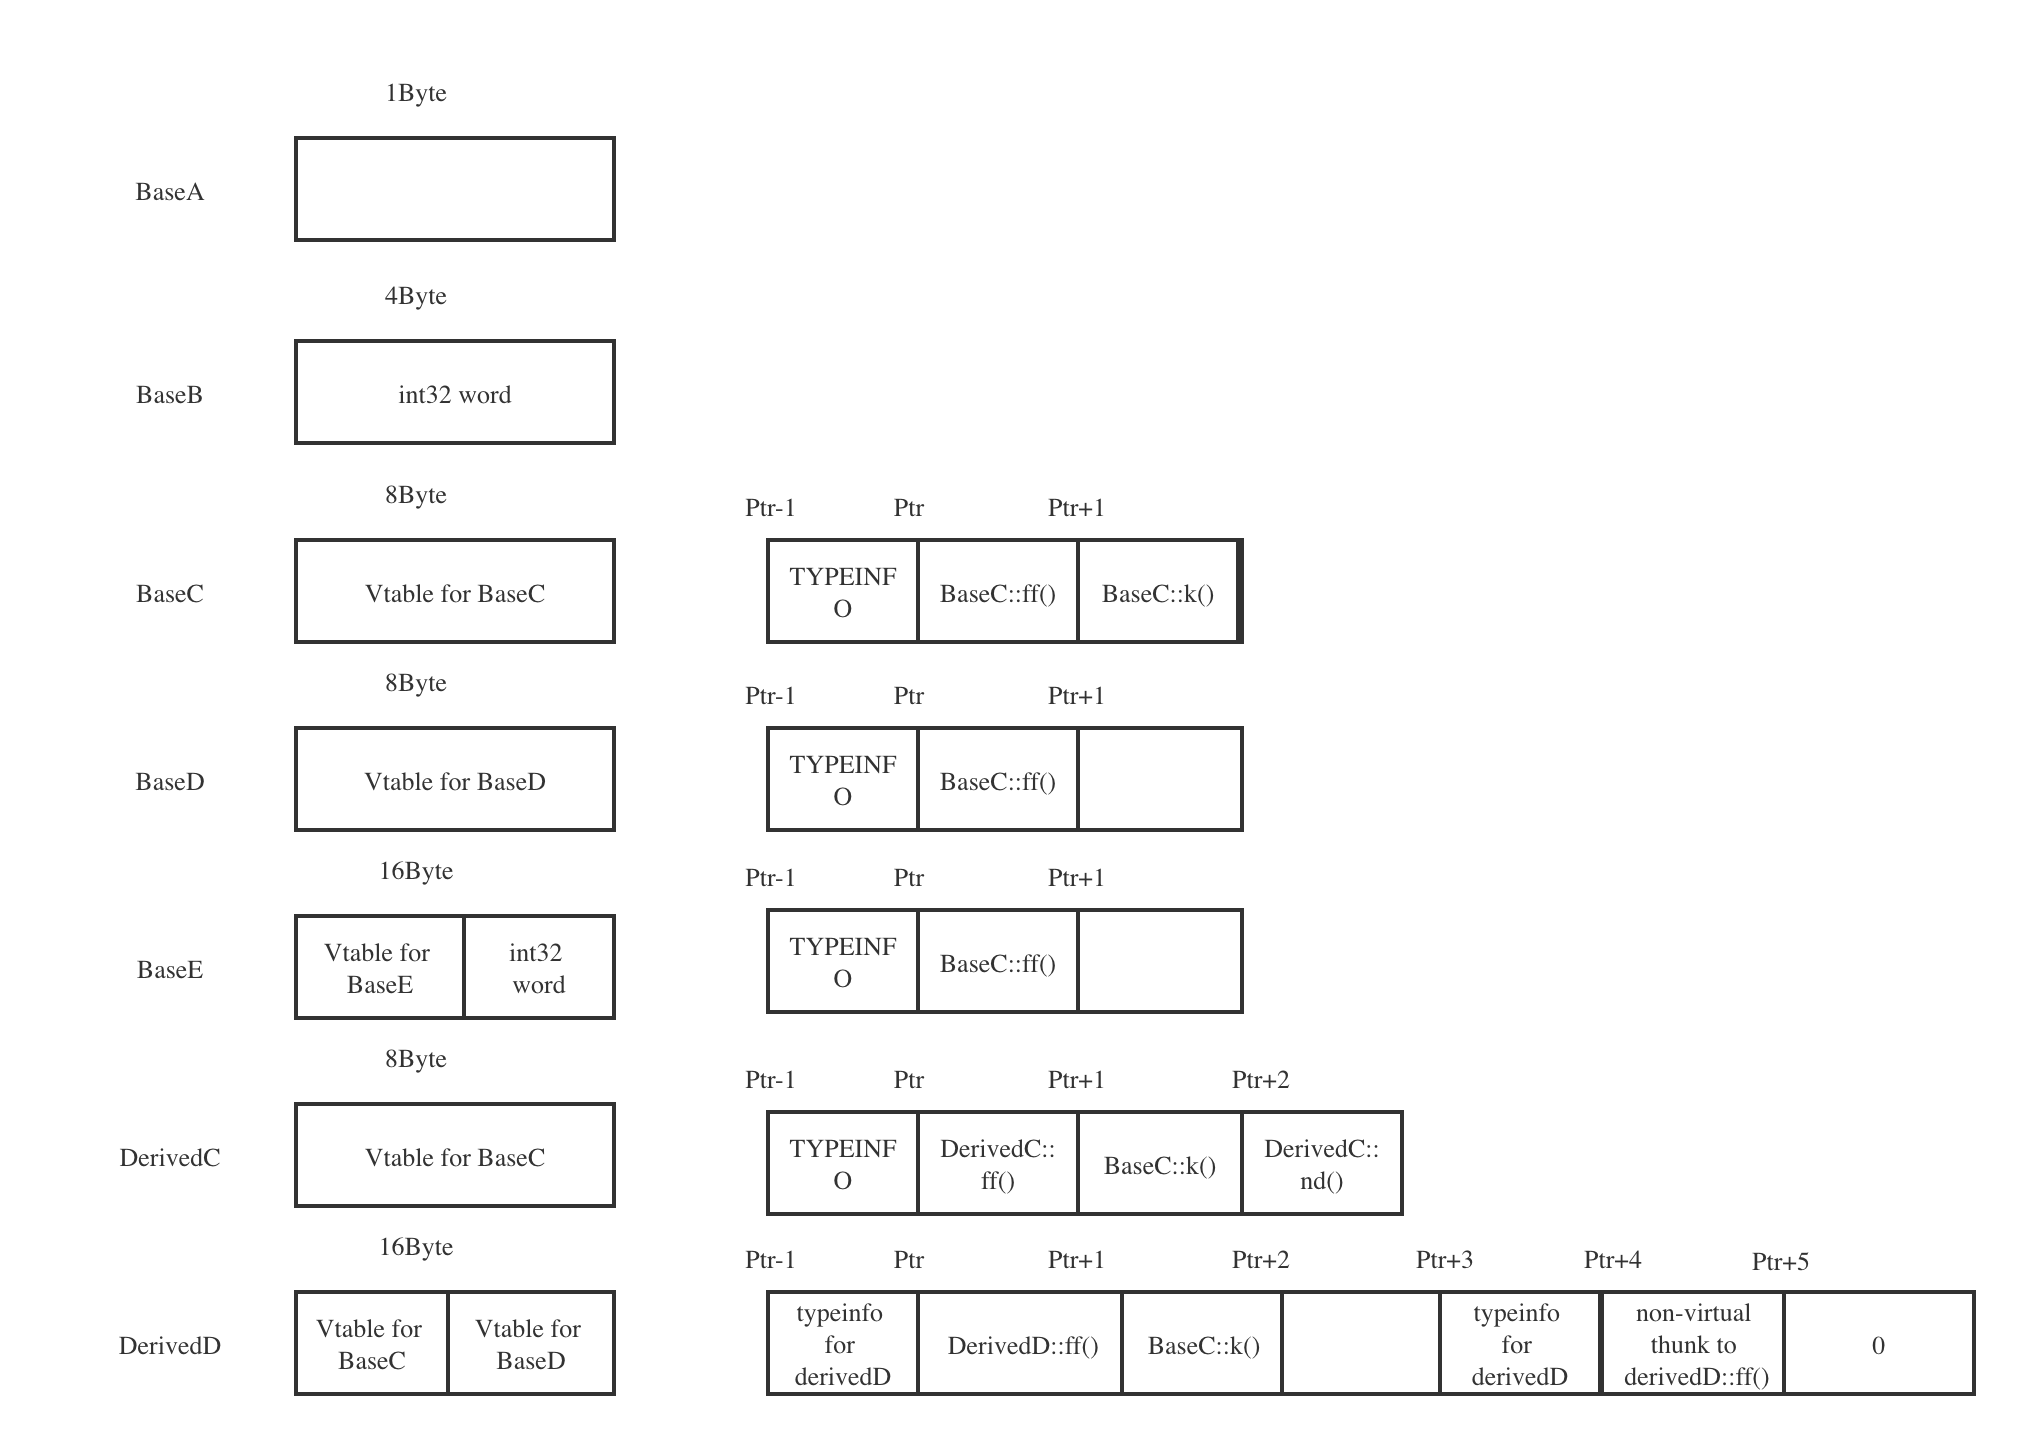 1Byte
BaseA
4Byte
BaseB
int32 word
8Byte
Ptr-1 Ptr Ptr+1
BaseC
Vtable for BaseC
TYPEINF
O
BaseC::ff()
BaseC::k()
8Byte
Ptr-1 Ptr Ptr+1
BaseD
Vtable for BaseD
TYPEINF
O
BaseC::ff()
16Byte
Ptr-1 Ptr Ptr+1
BaseE
Vtable for
BaseE
int32
word
TYPEINF
O
BaseC::ff()
8Byte
Ptr-1 Ptr Ptr+1 Ptr+2
DerivedC
Vtable for BaseC
TYPEINF
O
DerivedC::
ff()
BaseC::k()
DerivedC::
nd()
16Byte
Ptr-1 Ptr Ptr+1 Ptr+2 Ptr+3 Ptr+4 Ptr+5
DerivedD
Vtable for
BaseC
Vtable for
BaseD
typeinfo
for
derivedD
DerivedD::ff()
BaseC::k()
typeinfo
for
derivedD
non-virtual
thunk to
derivedD::ff()
0